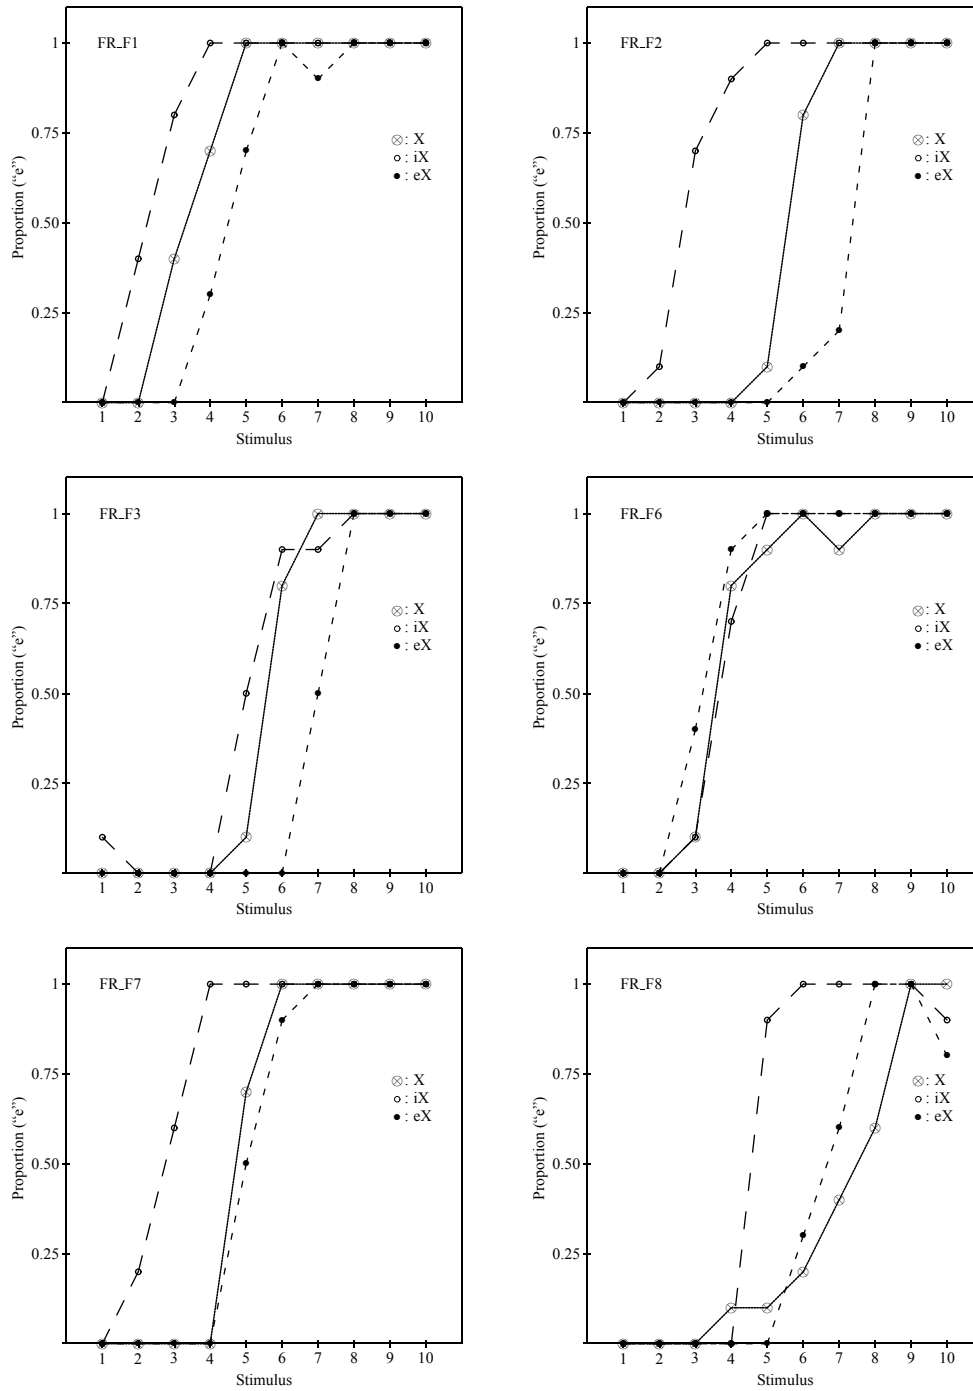 FR_F1
1
0.75
0.50
0.25
Proportion (“e”)
: X
: iX
: eX
1 2 3 4 5 6 7 8 9 10
Stimulus
FR_F2
1
0.75
0.50
0.25
Proportion (“e”)
: X
: iX
: eX
1 2 3 4 5 6 7 8 9 10
Stimulus
FR_F3
1
0.75
0.50
0.25
Proportion (“e”)
: X
: iX
: eX
1 2 3 4 5 6 7 8 9 10
Stimulus
FR_F6
1
0.75
0.50
0.25
Proportion (“e”)
: X
: iX
: eX
1 2 3 4 5 6 7 8 9 10
Stimulus
FR_F7
1
0.75
0.50
0.25
Proportion (“e”)
: X
: iX
: eX
1 2 3 4 5 6 7 8 9 10
Stimulus
FR_F8
1
0.75
0.50
0.25
Proportion (“e”)
: X
: iX
: eX
1 2 3 4 5 6 7 8 9 10
Stimulus